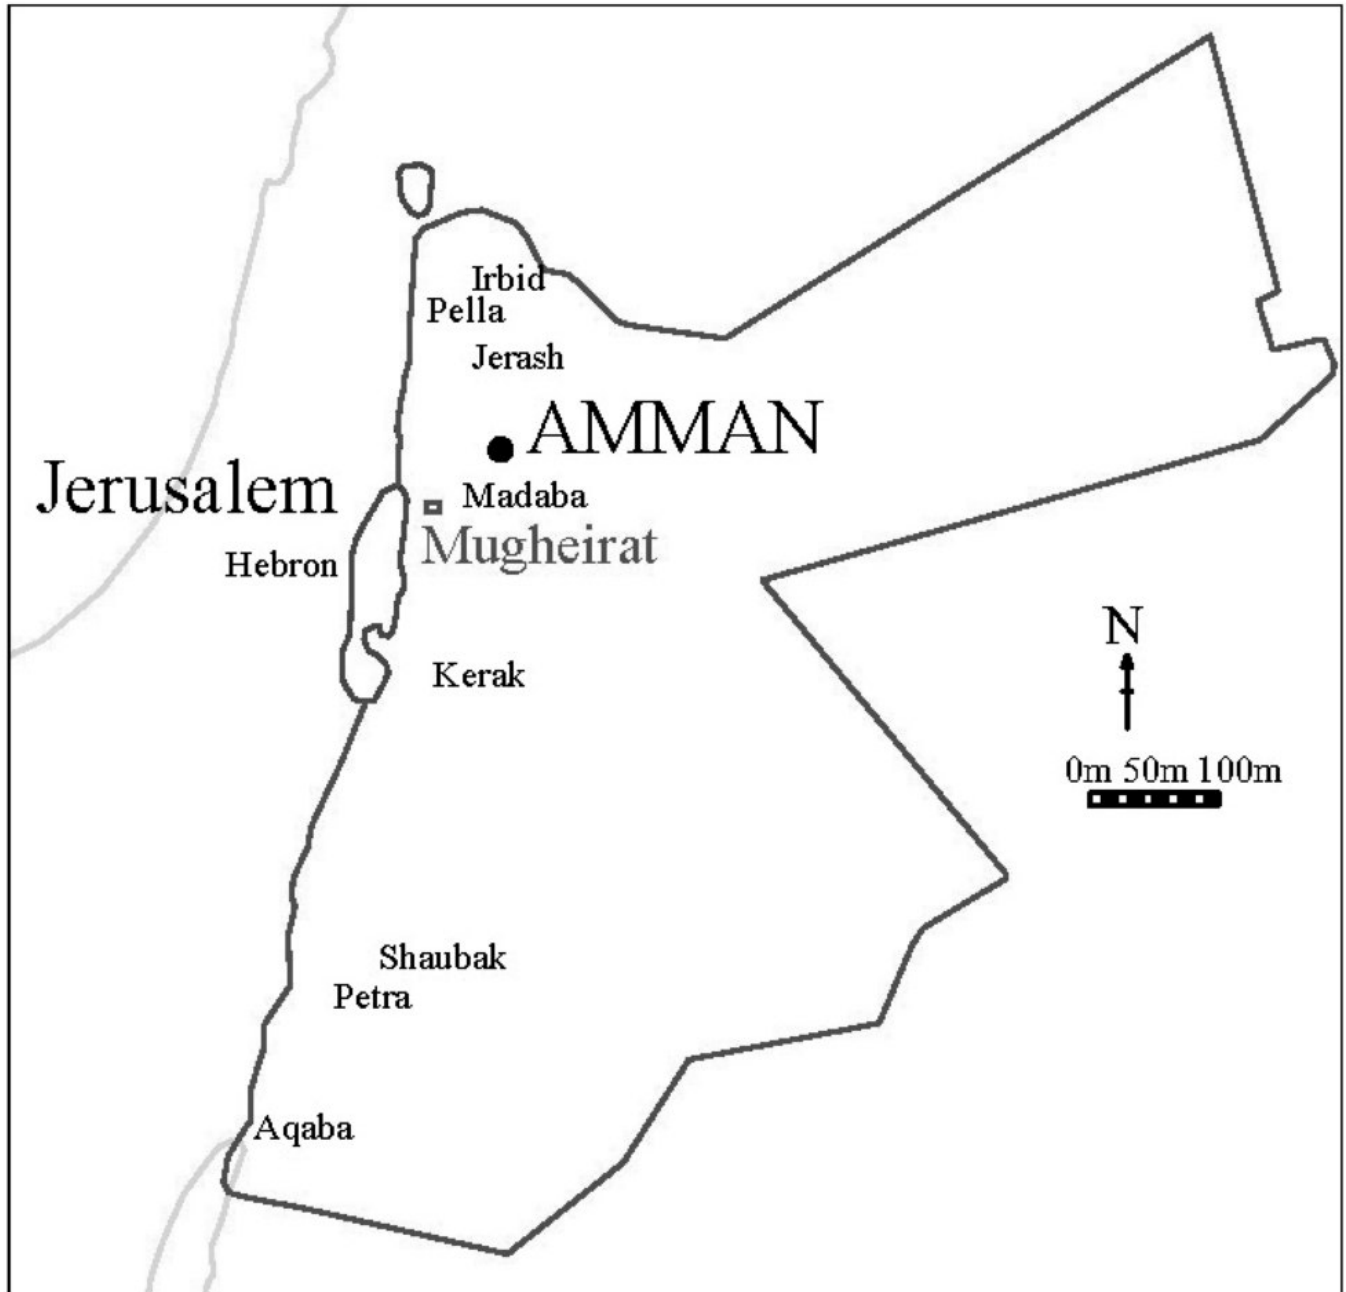 Irbid
Pella
Jerash
AMMAN
Jerusalem
Madaba
Mugheirat
Hebron
N
Kerak
0m 50m 100m
Shaubak
Petra
Aqaba